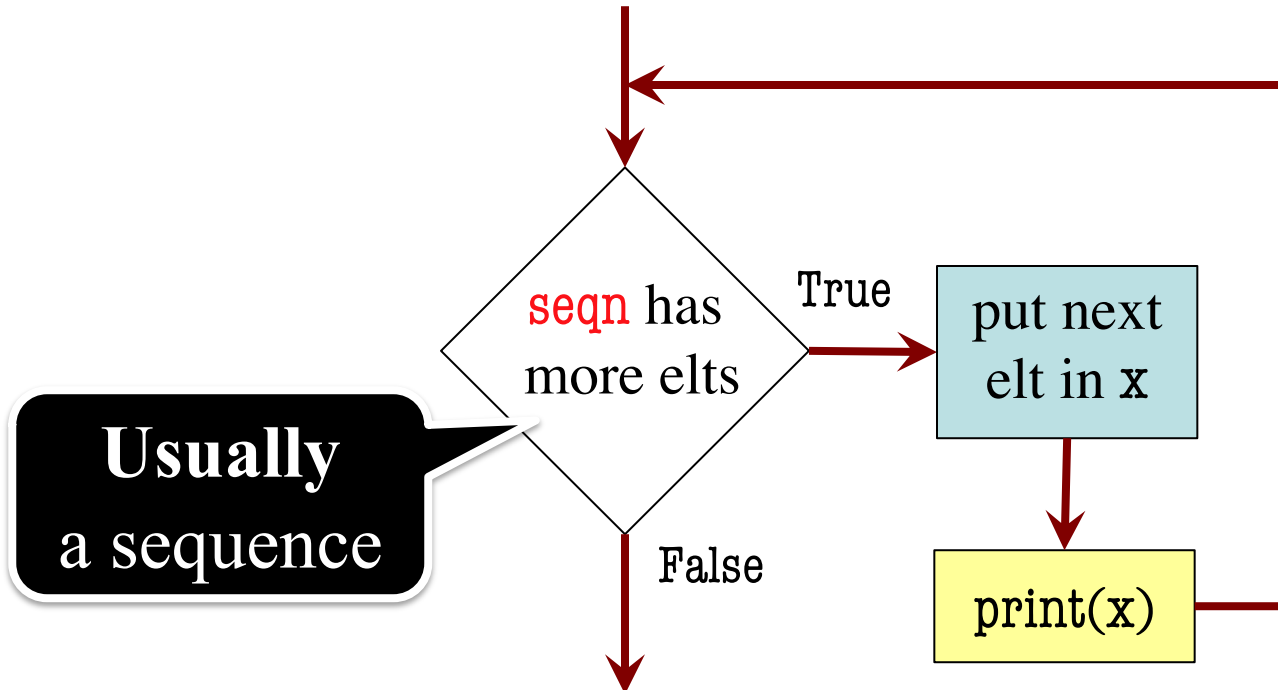 True
seqn has
more elts
put next
elt in x
Usually
a sequence
False
print(x)